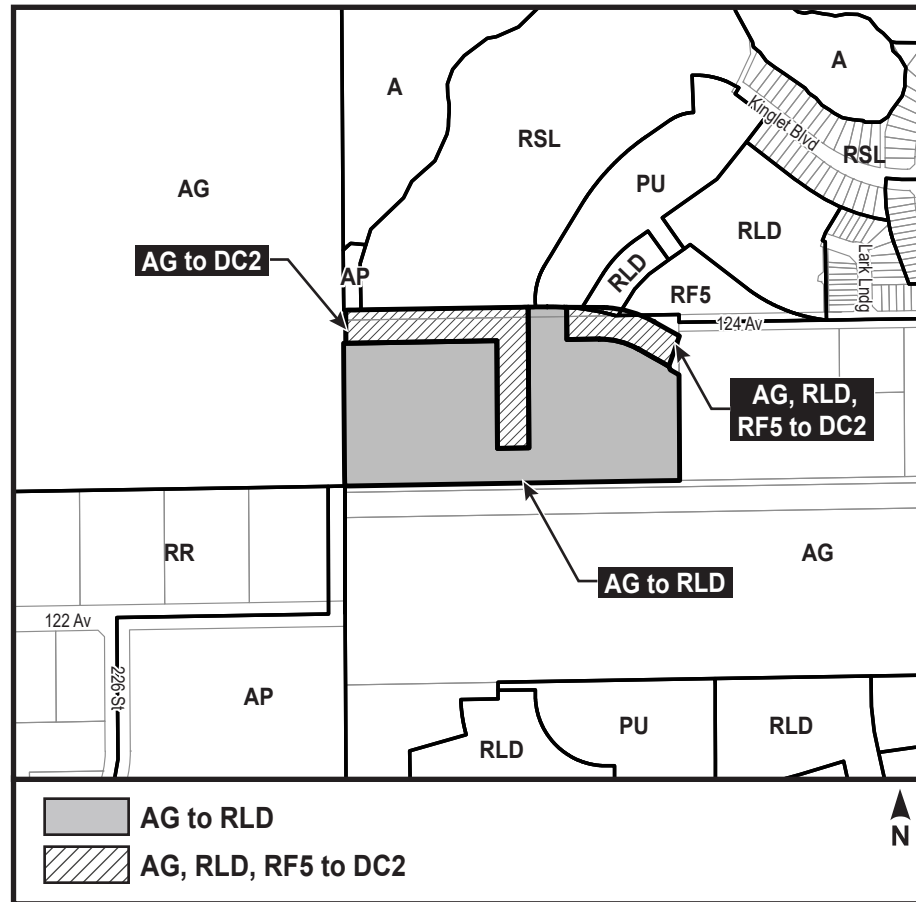 A
A
Kinglet Blvd
RSL
RSL
PU
AG
RLD
Lark Lndg
AG to DC2
RLD
AP
RF5
124 Av
AG, RLD,
RF5 to DC2
RR
AG
AG to RLD
122 Av
226 St
AP
PU
RLD
RLD
AG to RLD
AG, RLD, RF5 to DC2
N